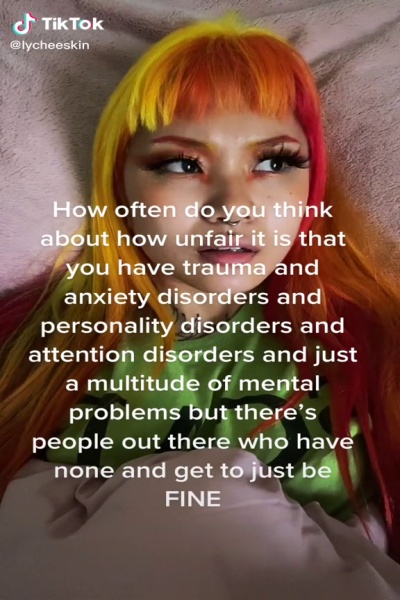 TikTok
@lycheeskin
How often do you think
about how unfair it is that
you have trauma and
anxiety disorders and
personality disorders and
attention disorders and just
a multitude of mental
problems but there's
people out there who have
none and get to just be
FINE